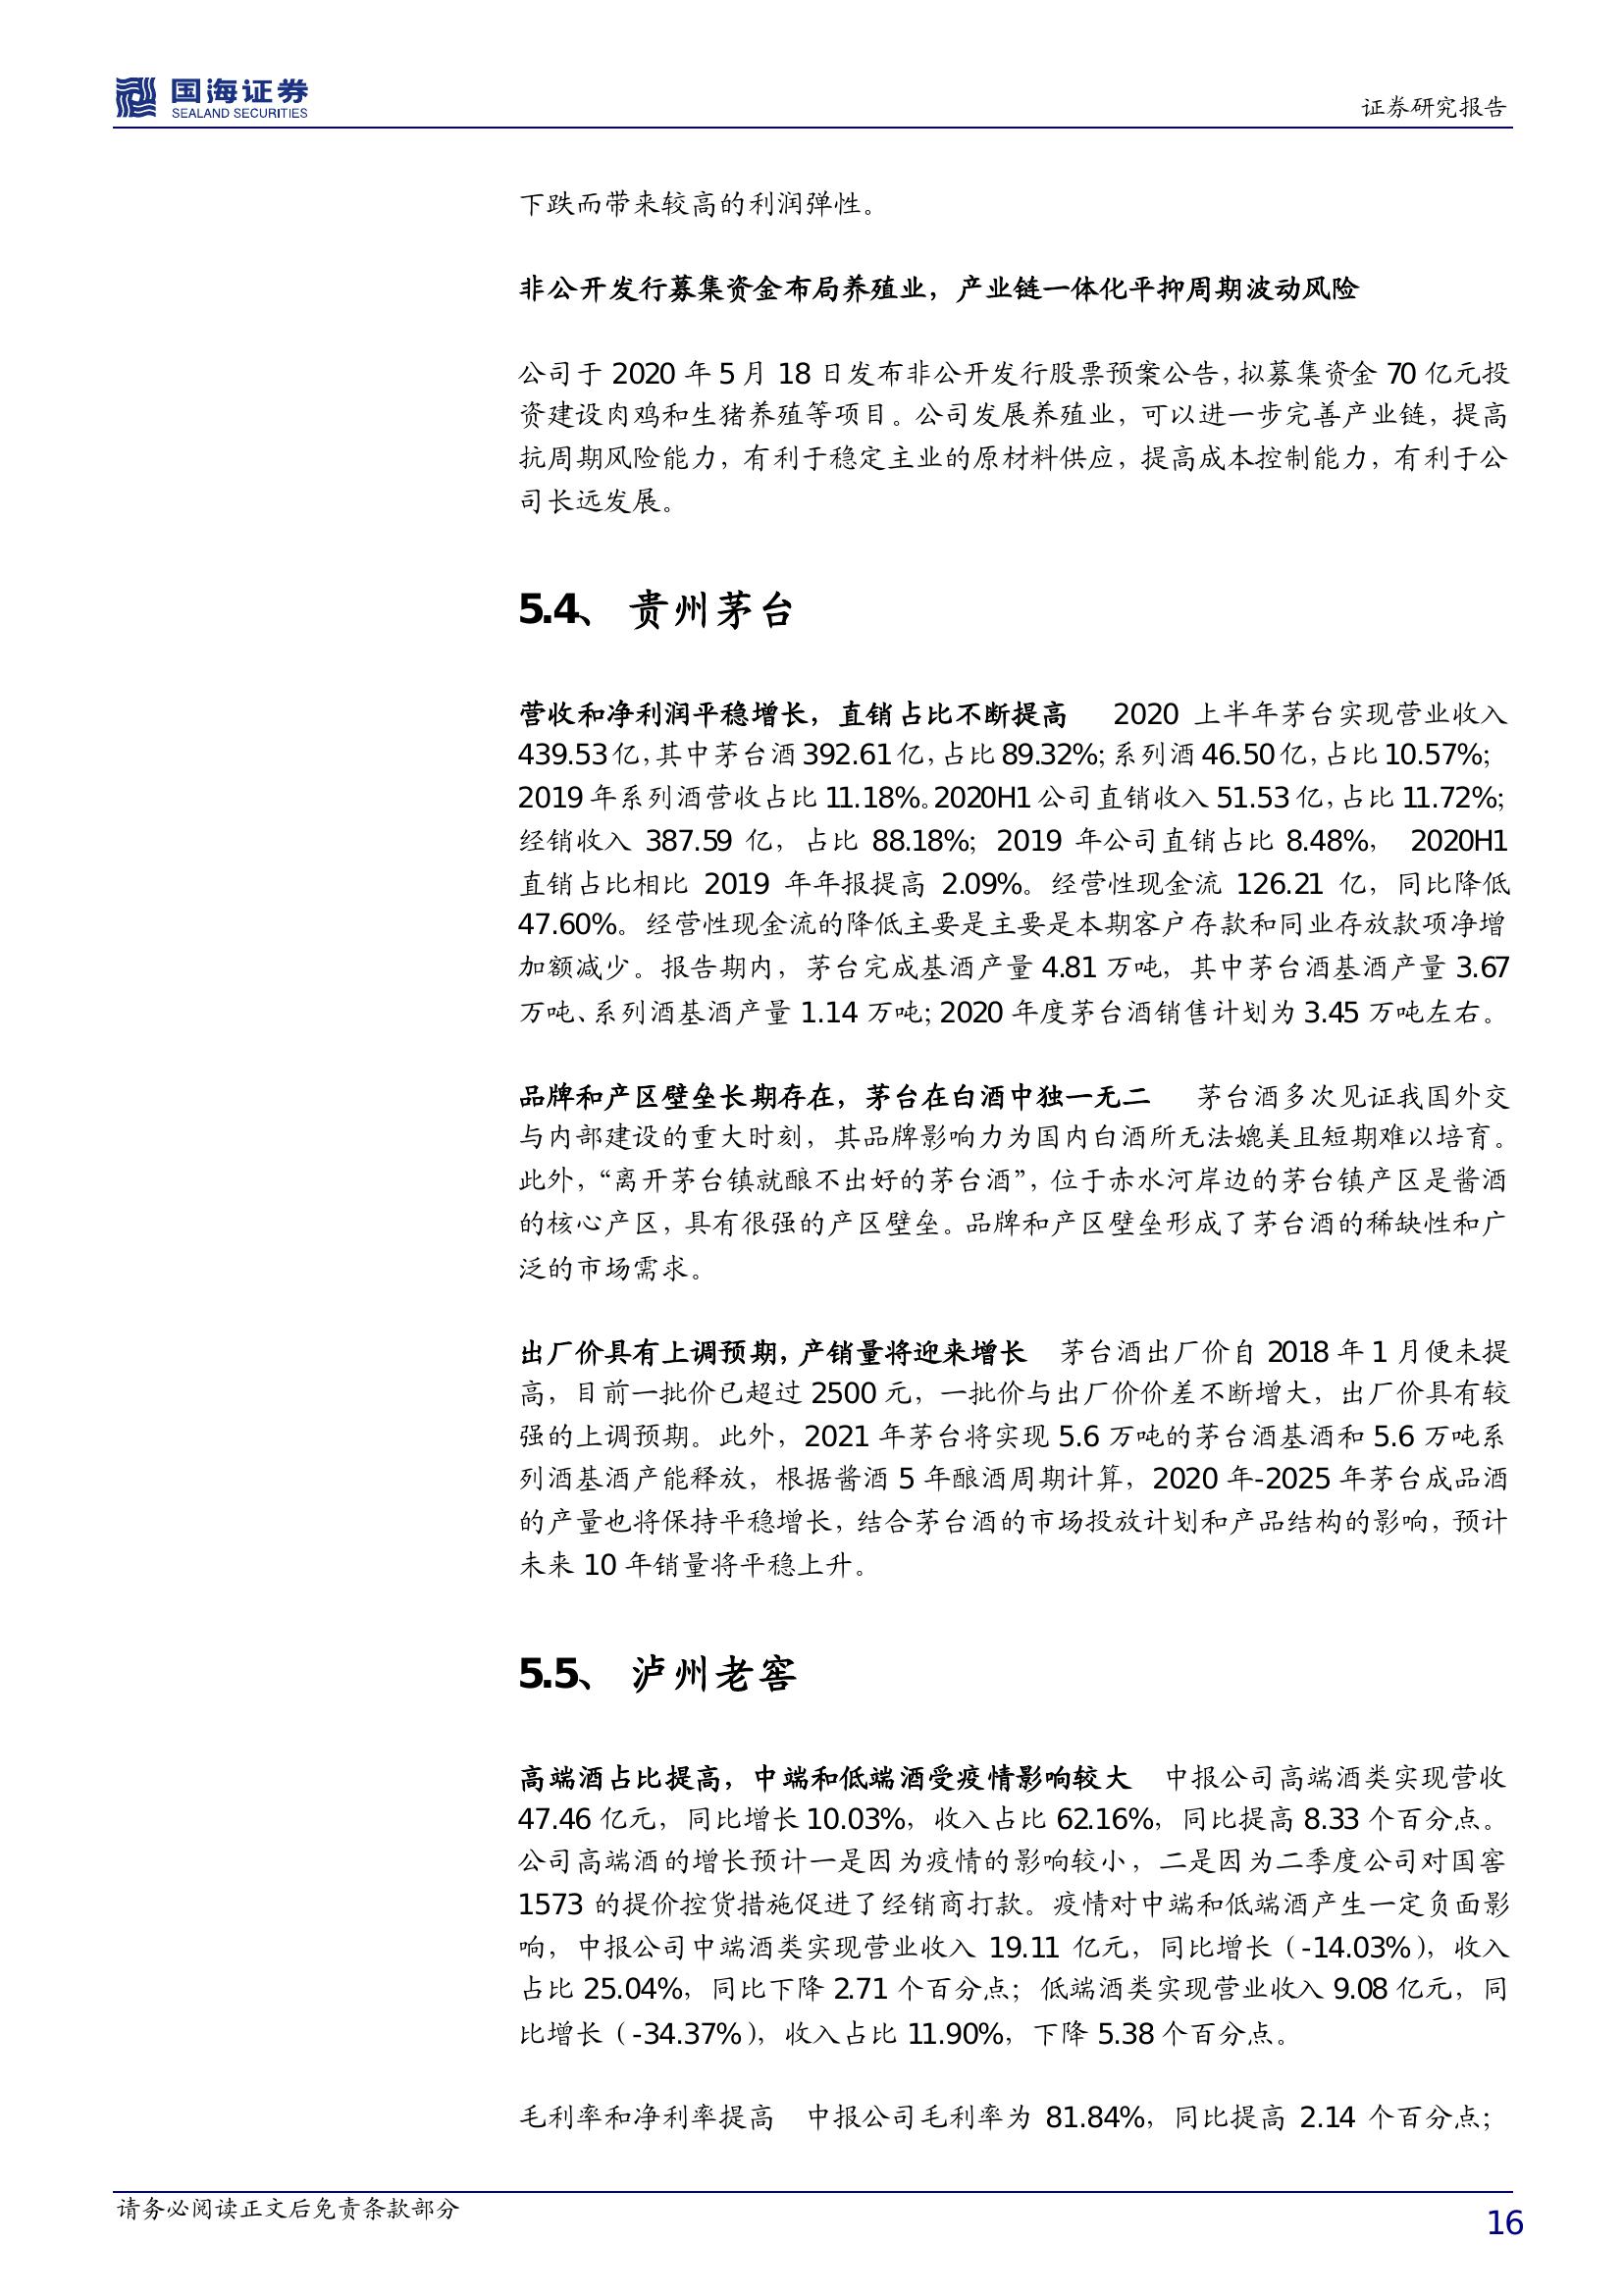 国海证券
SEALAND SECURITIES
证券研究报告
下跌而带来较高的利润弹性。
非公开发行募集资金布局养殖业，产业链一体化平抑周期波动风险
公司于 2020 年 5 月 18 日发布非公开发行股票预案公告，拟募集资金 70 亿元投
资建设肉鸡和生猪养殖等项目。公司发展养殖业，可以进一步完善产业链，提高
抗周期风险能力，有利于稳定主业的原材料供应，提高成本控制能力，有利于公
司长远发展。
5.4、 贵州茅台
营收和净利润平稳增长，直销占比不断提高 2020 上半年茅台实现营业收入
439.53 亿，其中茅台酒 392.61 亿，占比 89.32%；系列酒 46.50 亿，占比 10.57%；
2019 年系列酒营收占比 11.18%。2020H1 公司直销收入 51.53 亿，占比 11.72%；
经销收入 387.59 亿，占比 88.18%；2019 年公司直销占比 8.48%， 2020H1
直销占比相比 2019 年年报提高 2.09%。经营性现金流 126.21 亿，同比降低
47.60%。经营性现金流的降低主要是主要是本期客户存款和同业存放款项净增
加额减少。报告期内，茅台完成基酒产量 4.81 万吨，其中茅台酒基酒产量 3.67
万吨、系列酒基酒产量 1.14 万吨；2020 年度茅台酒销售计划为 3.45 万吨左右。
品牌和产区壁垒长期存在，茅台在白酒中独一无二 茅台酒多次见证我国外交
与内部建设的重大时刻，其品牌影响力为国内白酒所无法媲美且短期难以培育。
此外，“离开茅台镇就酿不出好的茅台酒”，位于赤水河岸边的茅台镇产区是酱酒
的核心产区，具有很强的产区壁垒。品牌和产区壁垒形成了茅台酒的稀缺性和广
泛的市场需求。
出厂价具有上调预期，产销量将迎来增长 茅台酒出厂价自 2018 年 1 月便未提
高，目前一批价已超过 2500 元，一批价与出厂价价差不断增大，出厂价具有较
强的上调预期。此外，2021 年茅台将实现 5.6 万吨的茅台酒基酒和 5.6 万吨系
列酒基酒产能释放，根据酱酒 5 年酿酒周期计算，2020 年-2025 年茅台成品酒
的产量也将保持平稳增长，结合茅台酒的市场投放计划和产品结构的影响，预计
未来 10 年销量将平稳上升。
5.5、 泸州老窖
高端酒占比提高，中端和低端酒受疫情影响较大 中报公司高端酒类实现营收
47.46 亿元，同比增长 10.03%，收入占比 62.16%，同比提高 8.33 个百分点。
公司高端酒的增长预计一是因为疫情的影响较小，二是因为二季度公司对国窖
1573 的提价控货措施促进了经销商打款。疫情对中端和低端酒产生一定负面影
响，中报公司中端酒类实现营业收入 19.11 亿元，同比增长（-14.03%），收入
占比 25.04%，同比下降 2.71 个百分点；低端酒类实现营业收入 9.08 亿元，同
比增长（-34.37%），收入占比 11.90%，下降 5.38 个百分点。
毛利率和净利率提高 中报公司毛利率为 81.84%，同比提高 2.14 个百分点；
请务必阅读正文后免责条款部分
16